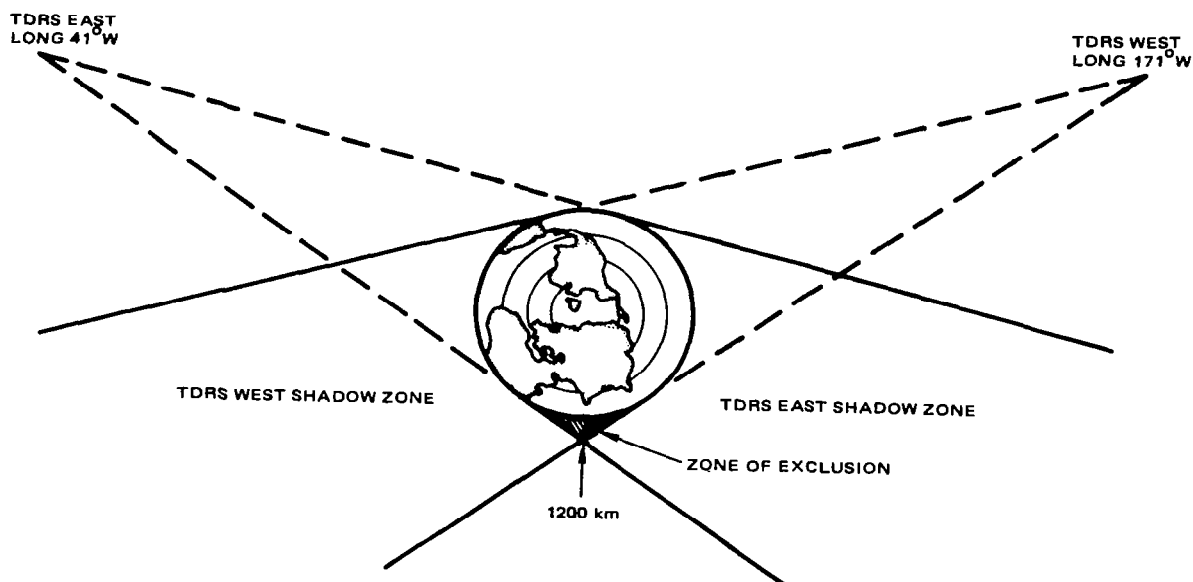 TDRS EAST
LONG 41°W
TDRS WEST
LONG 171°W
TDRS WEST SHADOW ZONE
TDRS EAST SHADOW ZONE
ZONE OF EXCLUSION
1200 km